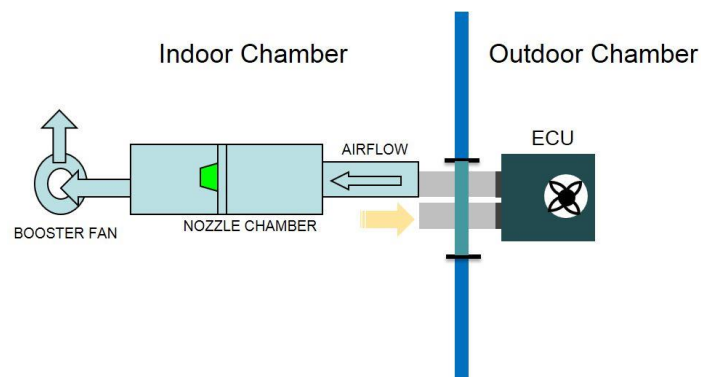 Indoor Chamber
Outdoor Chamber
ECU
AIRFLOW
NOZZLE CHAMBER
BOOSTER FAN